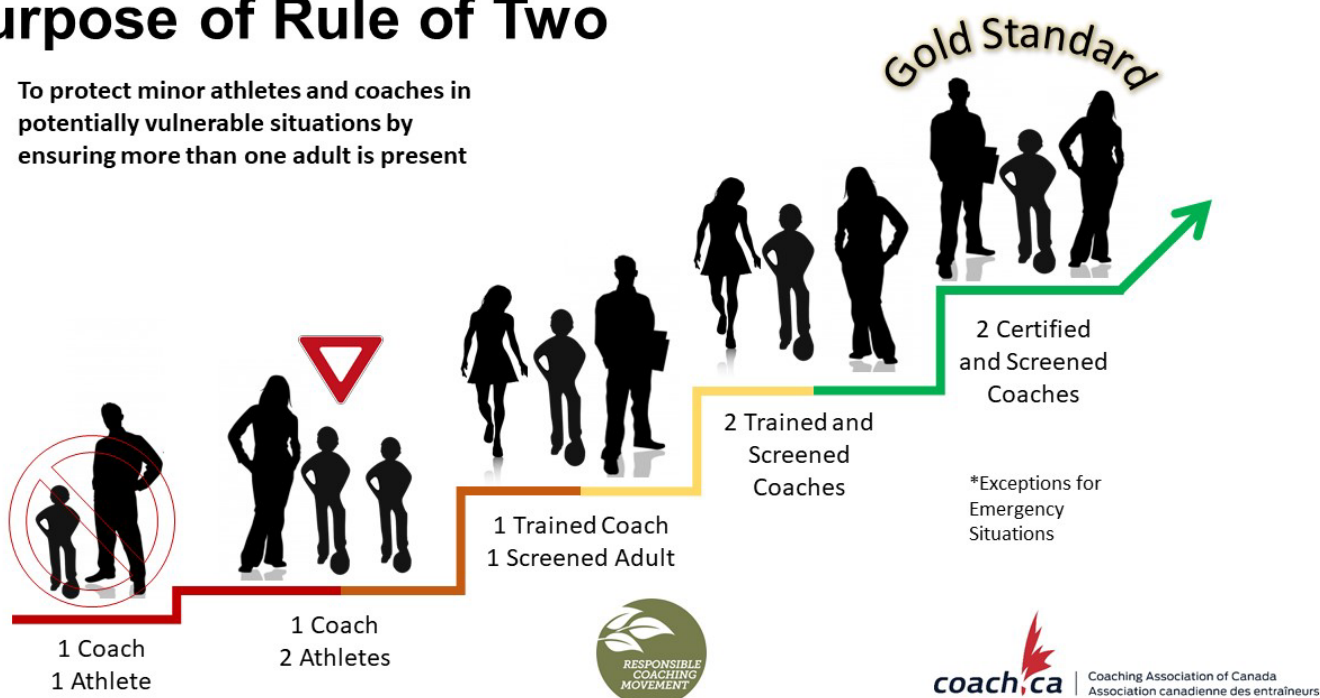 urpose of Rule of Two
To protect minor athletes and coaches in
potentially vulnerable situations by
ensuring more than one adult is present
Gold Standard
1 Coach
1 Athlete
1 Coach
2 Athletes
1 Trained Coach
1 Screened Adult
2 Trained and
Screened
Coaches
2 Certified
and Screened
Coaches
*Exceptions for
Emergency
Situations
RESPONSIBLE
COACHING
MOVEMENT
coach.ca
Coaching Association of Canada
Association canadienne des entraîneurs